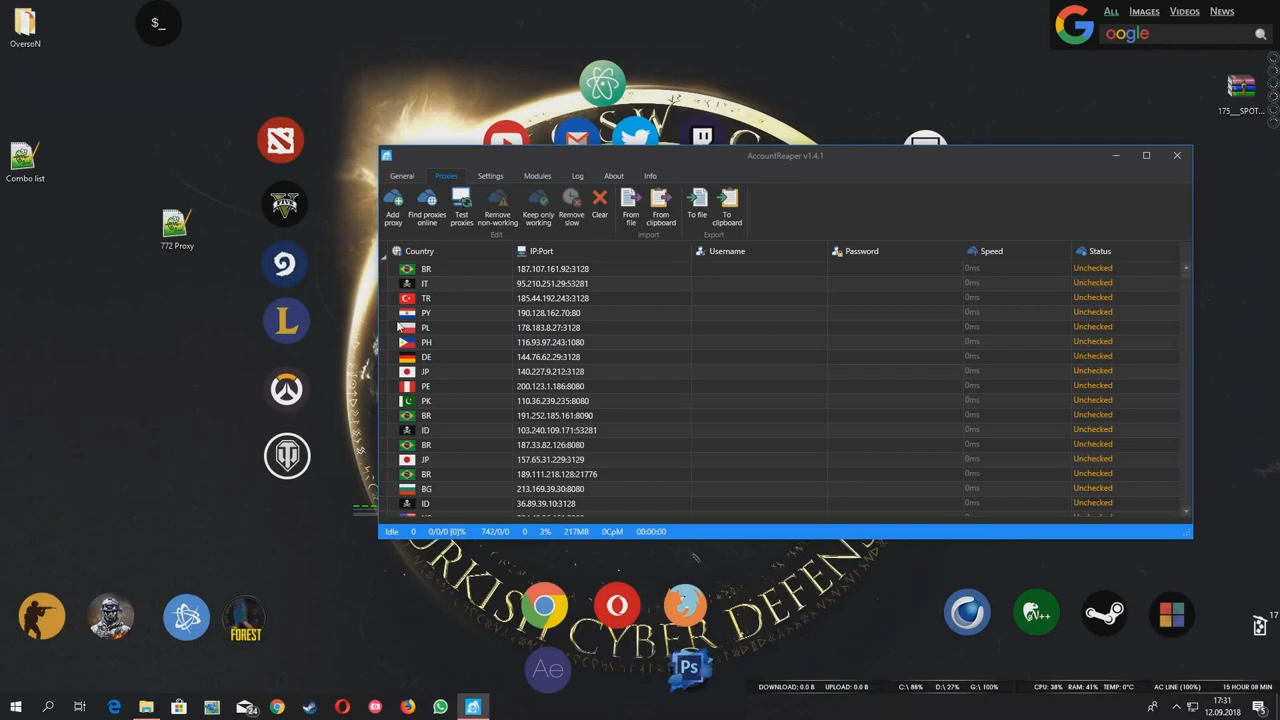 OversoN
$_
ALL IMAGES VIDEOS NEWS
oogle
175___SPOT...
Combo list
772 Proxy
AccountReaper v1.4.1
General Proxies Settings Modules Log About Info
Add proxy Find proxies online Test proxies Remove non-working Keep only working Remove slow Clear From file From clipboard To file To clipboard
Edit Import Export
Country IP:Port Username Password Speed Status
BR 187.107.161.92:3128 0ms Unchecked
IT 95.210.251.29:53281 0ms Unchecked
TR 185.44.192.243:3128 0ms Unchecked
PY 190.128.162.70:80 0ms Unchecked
PL 178.183.8.27:3128 0ms Unchecked
PH 116.93.97.243:1080 0ms Unchecked
DE 144.76.62.29:3128 0ms Unchecked
JP 140.227.9.212:3128 0ms Unchecked
PE 200.123.1.186:8080 0ms Unchecked
PK 110.36.239.235:8080 0ms Unchecked
BR 191.252.185.161:8090 0ms Unchecked
ID 103.240.109.171:53281 0ms Unchecked
BR 187.33.82.126:8080 0ms Unchecked
JP 157.65.31.229:3129 0ms Unchecked
BR 189.111.218.128:21776 0ms Unchecked
BG 213.169.39.30:8080 0ms Unchecked
ID 36.89.39.10:3128 0ms Unchecked
Idle 0 0/0/0 [0]% 742/0/0 0 3% 217MB 0CpM 00:00:00
ORKISH CYBER DEFENS
FOREST
V++
17
Ae
Ps
DOWNLOAD: 0.0 B UPLOAD: 0.0 B C:\ 86% D:\ 27% G:\ 100% CPU: 38% RAM: 41% TEMP: 0°C AC LINE (100%) 15 HOUR 08 MIN
24
17:31
12.09.2018